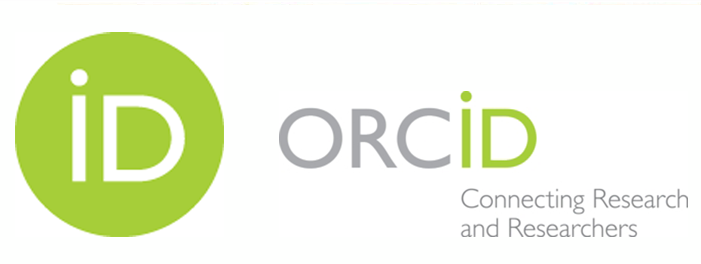 iD
ORCiD
Connecting Research
and Researchers